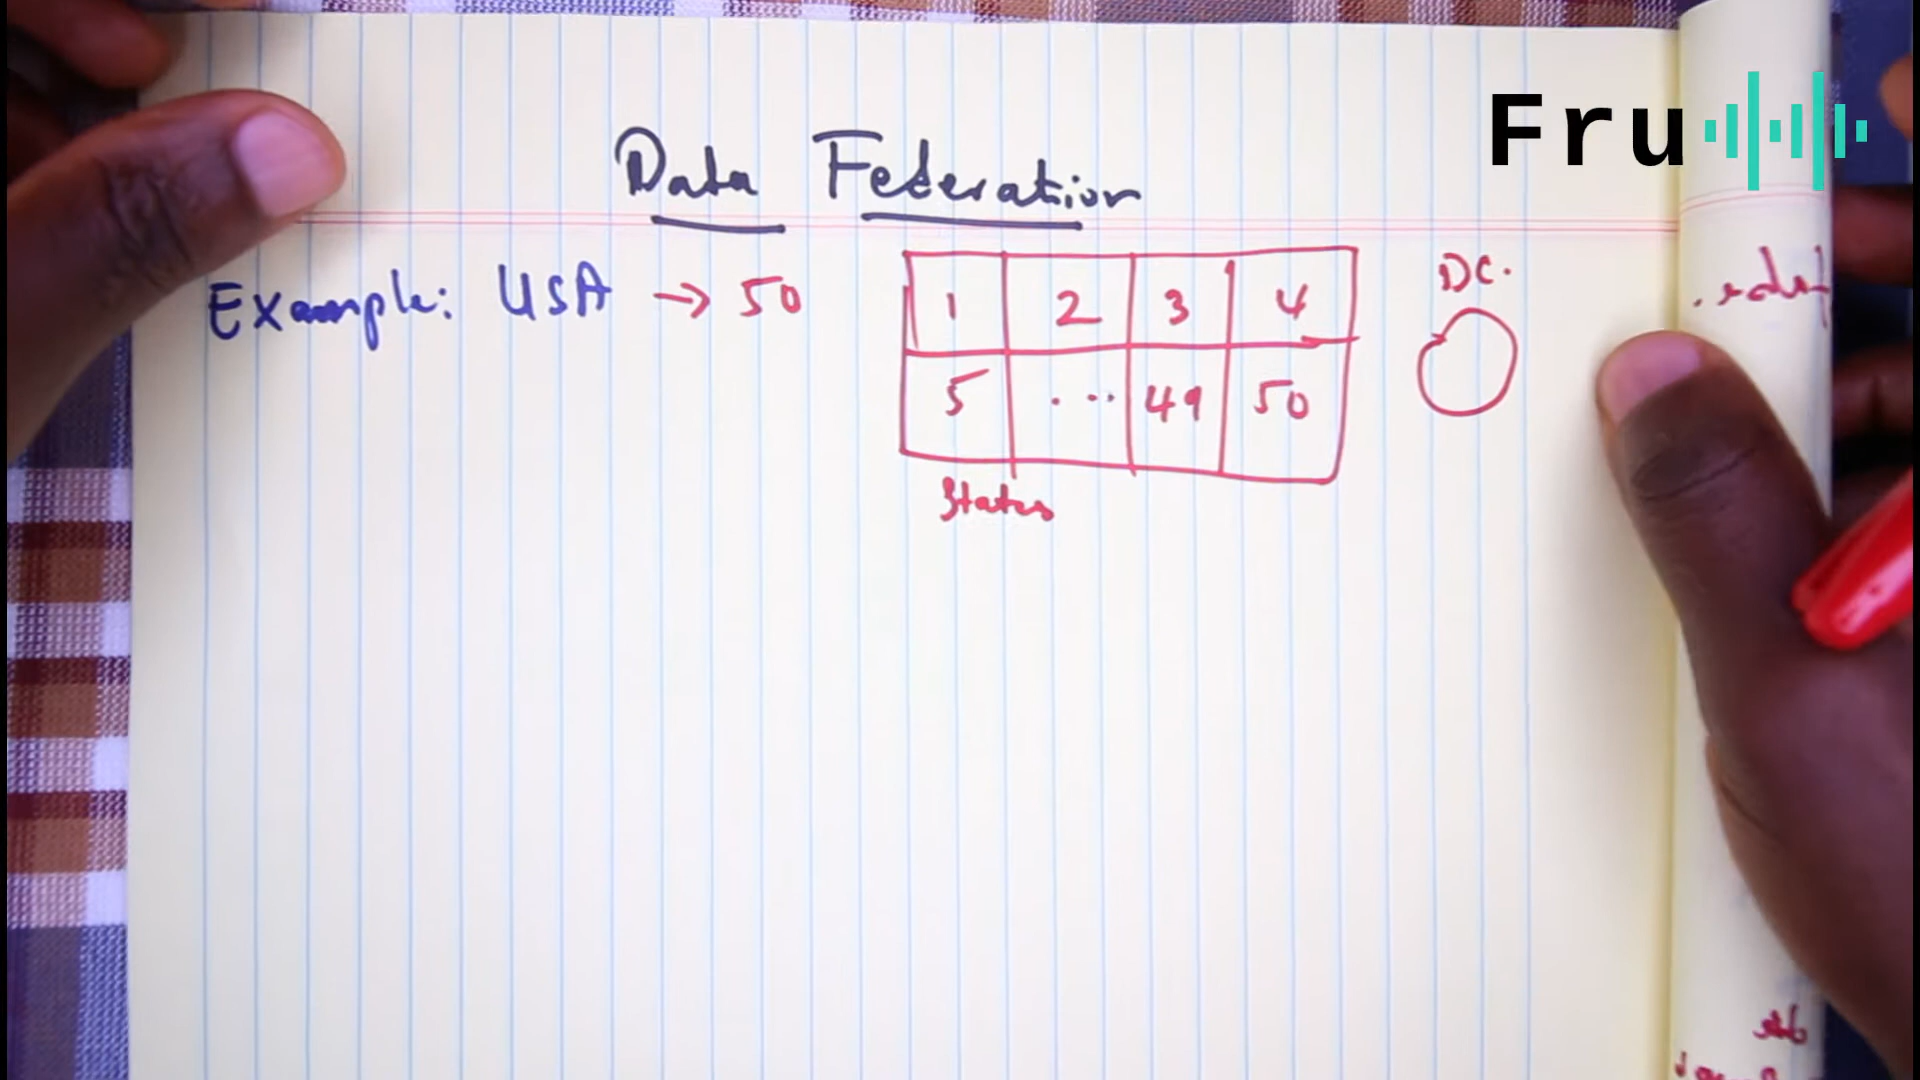 Fru
Data Federation
Example: USA → 50
1 2 3 4
5 ... 49 50
States
DC.